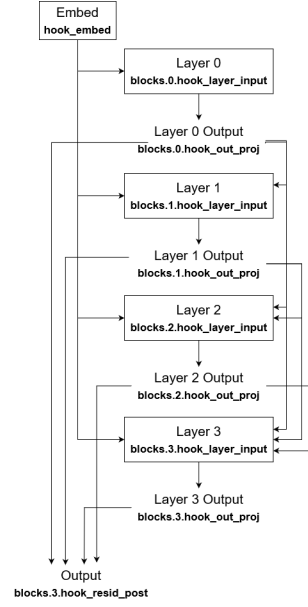 Embed
hook_embed
Layer 0
blocks.0.hook_layer_input
Layer 0 Output
blocks.0.hook_out_proj
Layer 1
blocks.1.hook_layer_input
Layer 1 Output
blocks.1.hook_out_proj
Layer 2
blocks.2.hook_layer_input
Layer 2 Output
blocks.2.hook_out_proj
Layer 3
blocks.3.hook_layer_input
Layer 3 Output
blocks.3.hook_out_proj
Output
blocks.3.hook_resid_post